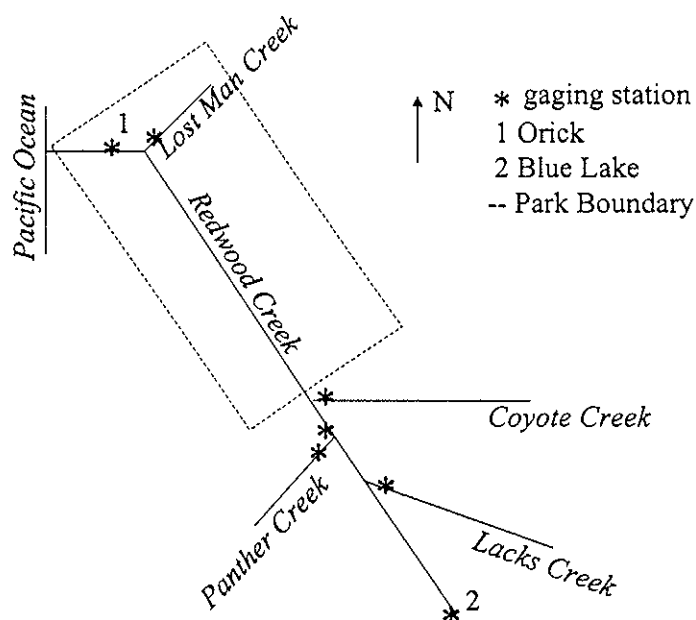 Lost Man Creek
N
* gaging station
1 Orick
2 Blue Lake
-- Park Boundary
1
Pacific Ocean
Redwood Creek
Coyote Creek
Panther Creek
Lacks Creek
2